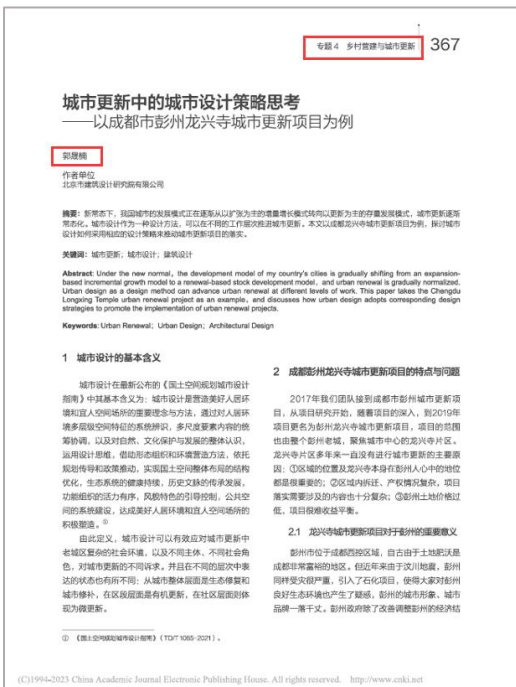 专题 4 乡村营建与城市更新 367
城市更新中的城市设计策略思考
——以成都市彭州龙兴寺城市更新项目为例
郭晟楠
作者单位
北京市建筑设计研究院有限公司
摘要：新常态下，我国城市的发展模式正在逐渐从以扩张为主的增量增长模式转向以更新为主的存量发展模式，城市更新逐渐
常态化。城市设计作为一种设计方法，可以在不同的工作层次推进城市更新。本文以成都龙兴寺城市更新项目为例，探讨城市
设计如何采用相应的设计策略来推动城市更新项目的落实。
关键词：城市更新；城市设计；建筑设计
Abstract: Under the new normal, the development model of my country's cities is gradually shifting from an expansion-
based incremental growth model to a renewal-based stock development model, and urban renewal is gradually normalized.
Urban design as a design method can advance urban renewal at different levels of work. This paper takes the Chengdu
Longxing Temple urban renewal project as an example, and discusses how urban design adopts corresponding design
strategies to promote the implementation of urban renewal projects.
Keywords: Urban Renewal; Urban Design; Architectural Design
1 城市设计的基本含义
城市设计在最新公布的《国土空间规划城市设计
指南》中其基本含义为：城市设计是营造美好人居环
境和宜人空间场所的重要理念与方法，通过对人居环
境多层级空间特征的系统辨识，多尺度要素内容的统
筹协调，以及对自然、文化保护与发展的整体认识，
运用设计思维，借助形态组织和环境营造方法，依托
规划传导和政策推动，实现国土空间整体布局的结构
优化，生态系统的健康持续，历史文脉的传承发展，
功能组织的活力有序，风貌特色的引导控制，公共空
间的系统建设，达成美好人居环境和宜人空间场所的
积极塑造。①
由此定义，城市设计可以有效应对城市更新中
老城区复杂的社会环境，以及不同主体、不同社会角
色，对城市更新的不同诉求。并且在不同的层次中表
达的状态也有所不同：从城市整体层面是生态修复和
城市修补，在区段层面是有机更新，在社区层面则体
现为微更新。
2 成都彭州龙兴寺城市更新项目的特点与问题
2017年我们团队接到成都市彭州城市更新项
目，从项目研究开始，随着项目的深入，到2019年
项目更名为彭州龙兴寺城市更新项目，项目的范围
也由整个彭州老城，聚焦城市中心的龙兴寺片区。
龙兴寺片区多年来一直没有进行城市更新的主要原
因：①区域的位置及龙兴寺本身在彭州人心中的地位
都是很重要的；②区域内拆迁、产权情况复杂，项目
落实需要涉及的内容也十分复杂；③彭州土地价格过
低，项目很难收益平衡。
2.1 龙兴寺城市更新项目对于彭州的重要意义
彭州市位于成都西控区域，自古由于土地肥沃是
成都非常富裕的地区。但近年来由于汶川地震，彭州
同样受灾很严重，引入了石化项目，使得大家对彭州
良好生态环境也产生了疑惑，彭州的城市形象、城市
品牌一落千丈。彭州政府除了改善调整彭州的经济结
① 《国土空间规划城市设计指南》（TD/T 1065-2021）。
(C)1994-2023 China Academic Journal Electronic Publishing House. All rights reserved. http://www.cnki.net